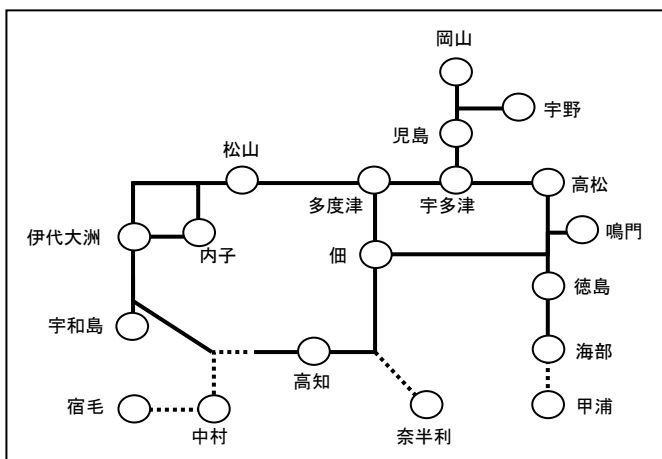 岡山
宇野
児島
松山
高松
多度津
宇多津
鳴門
伊代大洲
内子
佃
徳島
宇和島
海部
高知
宿毛
甲浦
中村
奈半利